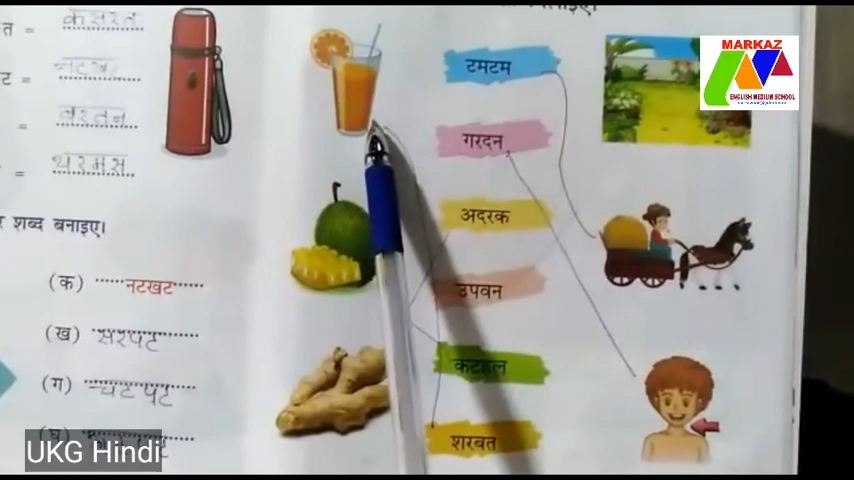 त = कसरत
ट = नटखट
= बरतन
= थरमस
र शब्द बनाइए।
(क) नटखट
(ख) सरपट
(ग) चटपट
(घ)
टमटम
गरदन
अदरक
उपवन
कटहल
शरबत
MARKAZ
ENGLISH MEDIUM SCHOOL
UKG Hindi